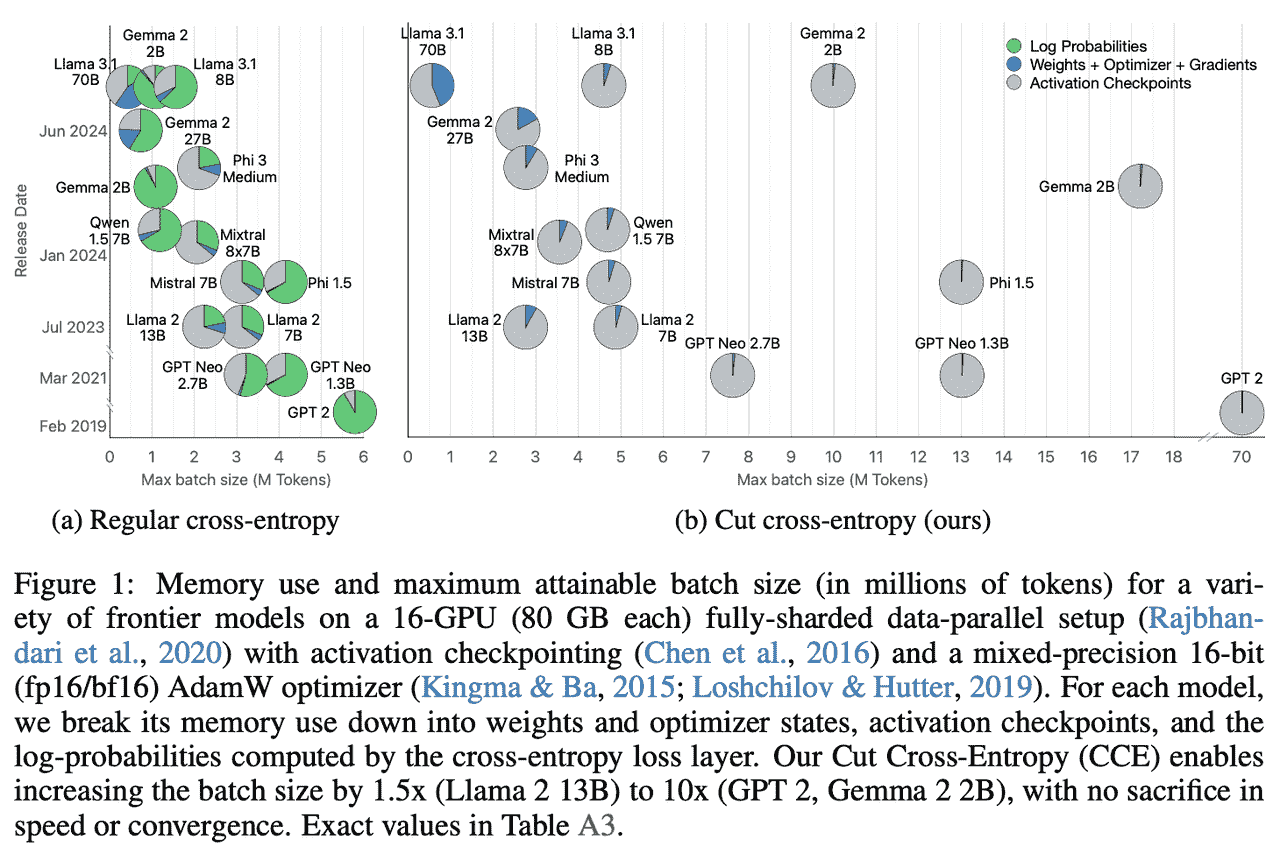 Gemma 2
2B
Llama 3.1
70B
Llama 3.1
8B
Jun 2024
Gemma 2
27B
Phi 3
Medium
Gemma 2B
Qwen
1.5 7B
Mixtral
8x7B
Jan 2024
Mistral 7B
Phi 1.5
Llama 2
13B
Llama 2
7B
Jul 2023
GPT Neo
2.7B
GPT Neo
1.3B
Mar 2021
GPT 2
Feb 2019
Release Date
0 1 2 3 4 5 6
Max batch size (M Tokens)
(a) Regular cross-entropy
Llama 3.1
70B
Llama 3.1
8B
Gemma 2
2B
Log Probabilities
Weights + Optimizer + Gradients
Activation Checkpoints
Gemma 2
27B
Phi 3
Medium
Gemma 2B
Mixtral
8x7B
Qwen
1.5 7B
Mistral 7B
Phi 1.5
Llama 2
13B
Llama 2
7B
GPT Neo 2.7B
GPT Neo 1.3B
GPT 2
0 1 2 3 4 5 6 7 8 9 10 11 12 13 14 15 16 17 18 70
Max batch size (M Tokens)
(b) Cut cross-entropy (ours)
Figure 1: Memory use and maximum attainable batch size (in millions of tokens) for a vari-
ety of frontier models on a 16-GPU (80 GB each) fully-sharded data-parallel setup (Rajbhan-
dari et al., 2020) with activation checkpointing (Chen et al., 2016) and a mixed-precision 16-bit
(fp16/bf16) AdamW optimizer (Kingma & Ba, 2015; Loshchilov & Hutter, 2019). For each model,
we break its memory use down into weights and optimizer states, activation checkpoints, and the
log-probabilities computed by the cross-entropy loss layer. Our Cut Cross-Entropy (CCE) enables
increasing the batch size by 1.5x (Llama 2 13B) to 10x (GPT 2, Gemma 2 2B), with no sacrifice in
speed or convergence. Exact values in Table A3.